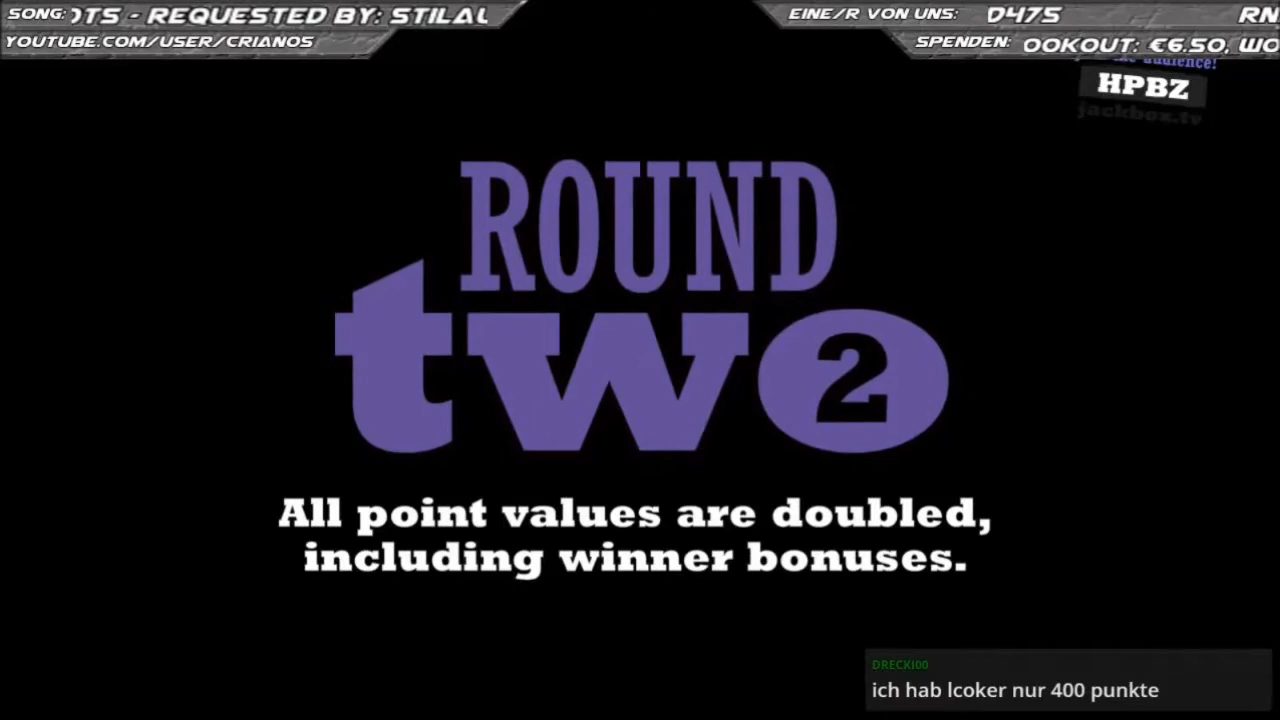 SONG: OTS - REQUESTED BY: STILAL
YOUTUBE.COM/USER/CRIANOS
EINE/R VON UNS: D475 RN
SPENDEN: OOKOUT: €6.50, WO
audience!
HPBZ
jackbox.tv
ROUND
two 2
All point values are doubled,
including winner bonuses.
DRECKI00
ich hab lcoker nur 400 punkte